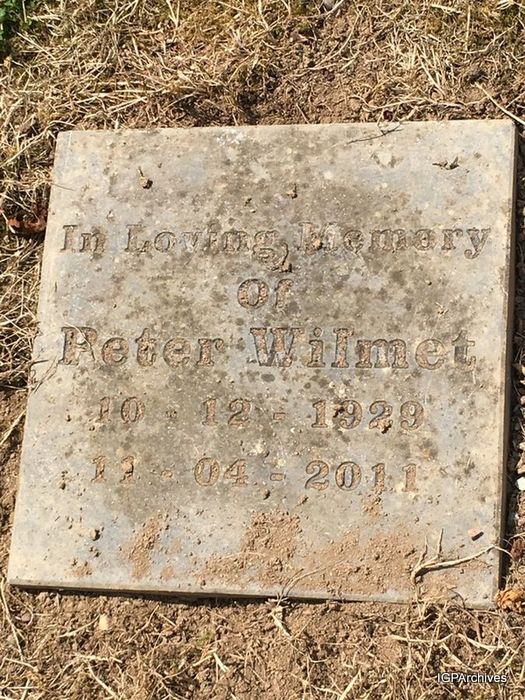 In Loving Memory
Of
Peter Wilmet
10 - 12 - 1929
11 - 04 - 2011
IGPArchives